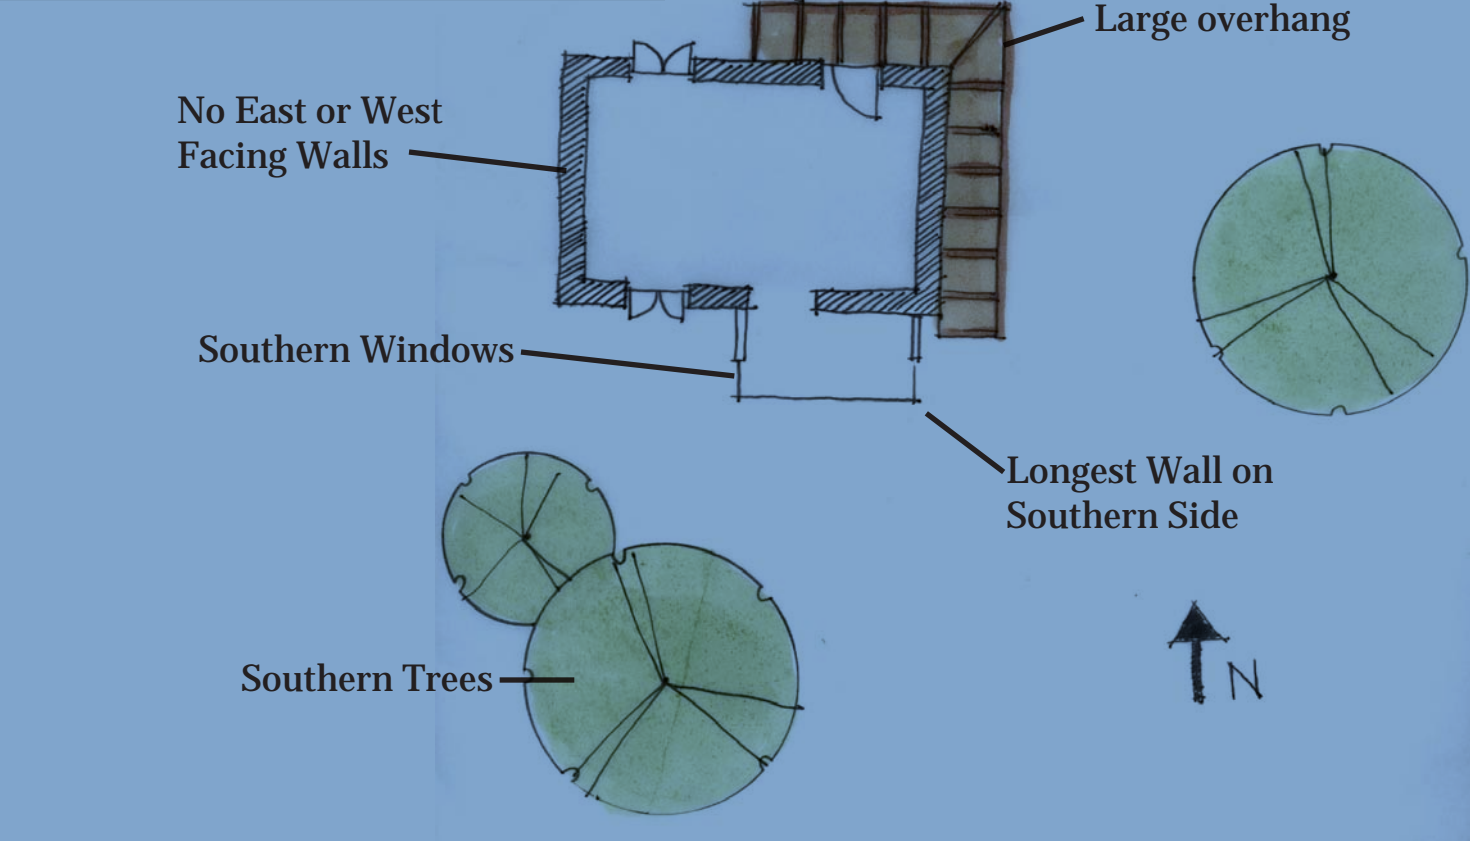 Large overhang
No East or West
Facing Walls
Southern Windows
Longest Wall on
Southern Side
Southern Trees
N